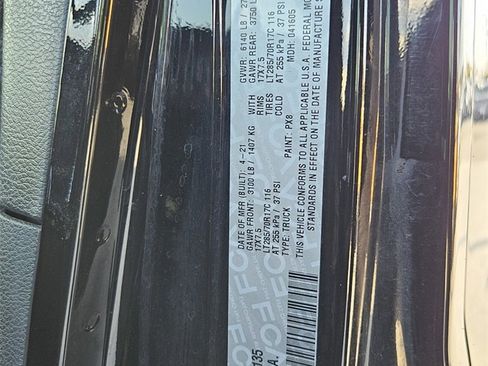 DATE OF MFR (BUILT): 4-21 GVWR: 6140 LB / 27
GAWR FRONT: 3100 LB / 1407 KG GAWR REAR: 3750 L
17X7.5 WITH RIMS 17X7.5
LT285/70R17C 116 TIRES LT285/70R17C 116
AT 255 kPa / 37 PSI COLD AT 255 kPa / 37 PSI
TYPE: TRUCK PAINT: PX8 MDH: 041605
THIS VEHICLE CONFORMS TO ALL APPLICABLE U.S.A. FEDERAL MO
STANDARDS IN EFFECT ON THE DATE OF MANUFACTURE S
135
A.